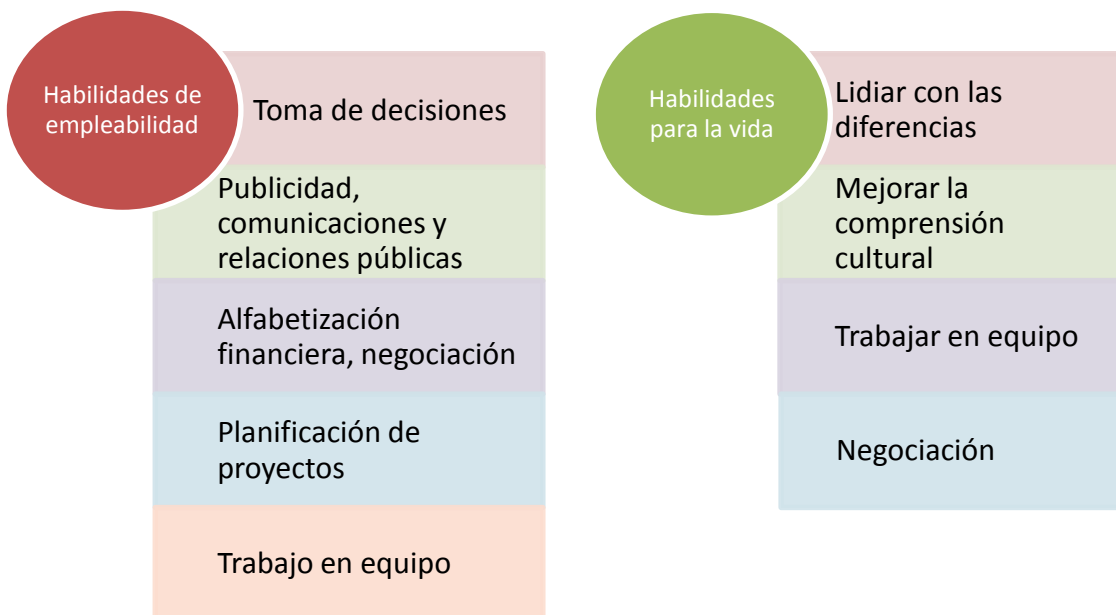 Habilidades de
empleabilidad
Toma de decisiones
Publicidad,
comunicaciones y
relaciones públicas
Alfabetización
financiera, negociación
Planificación de
proyectos
Trabajo en equipo
Habilidades
para la vida
Lidiar con las
diferencias
Mejorar la
comprensión
cultural
Trabajar en equipo
Negociación